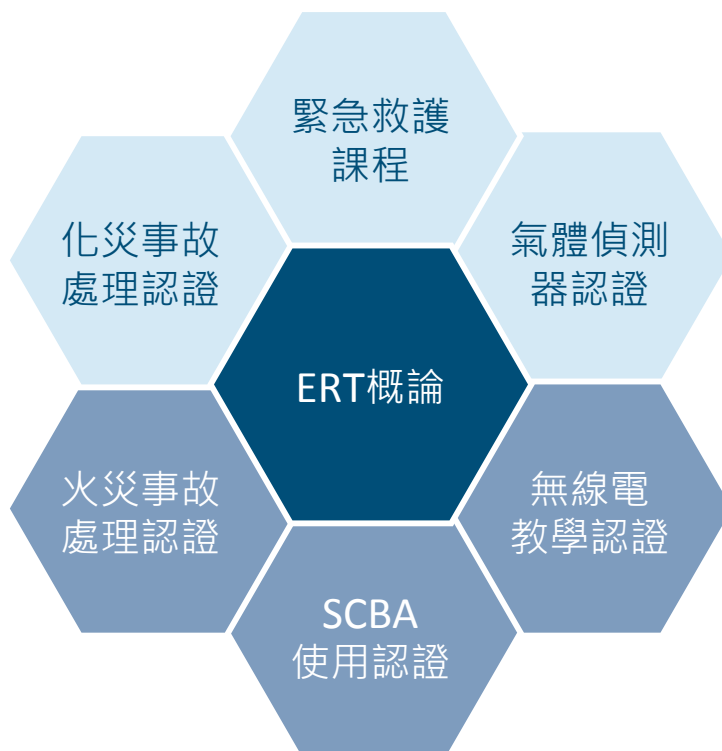 緊急救護
課程
化災事故
處理認證
氣體偵測
器認證
ERT概論
火災事故
處理認證
無線電
教學認證
SCBA
使用認證